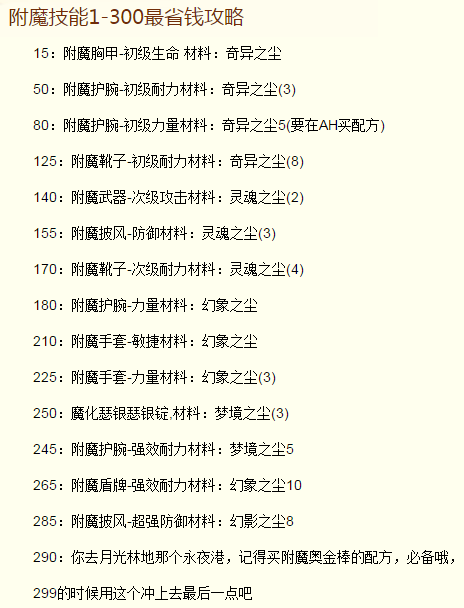 附魔技能1-300最省钱攻略
15：附魔胸甲-初级生命 材料：奇异之尘
50：附魔护腕-初级耐力材料：奇异之尘(3)
80：附魔护腕-初级力量材料：奇异之尘5(要在AH买配方)
125：附魔靴子-初级耐力材料：奇异之尘(8)
140：附魔武器-次级攻击材料：灵魂之尘(2)
155：附魔披风-防御材料：灵魂之尘(3)
170：附魔靴子-次级耐力材料：灵魂之尘(4)
180：附魔护腕-力量材料：幻象之尘
210：附魔手套-敏捷材料：幻象之尘
225：附魔手套-力量材料：幻象之尘(3)
250：魔化瑟银瑟银锭,材料：梦境之尘(3)
245：附魔护腕-强效耐力材料：梦境之尘5
265：附魔盾牌-强效耐力材料：幻象之尘10
285：附魔披风-超强防御材料：幻影之尘8
290：你去月光林地那个永夜港，记得买附魔奥金棒的配方，必备哦，
299的时候用这个冲上去最后一点吧